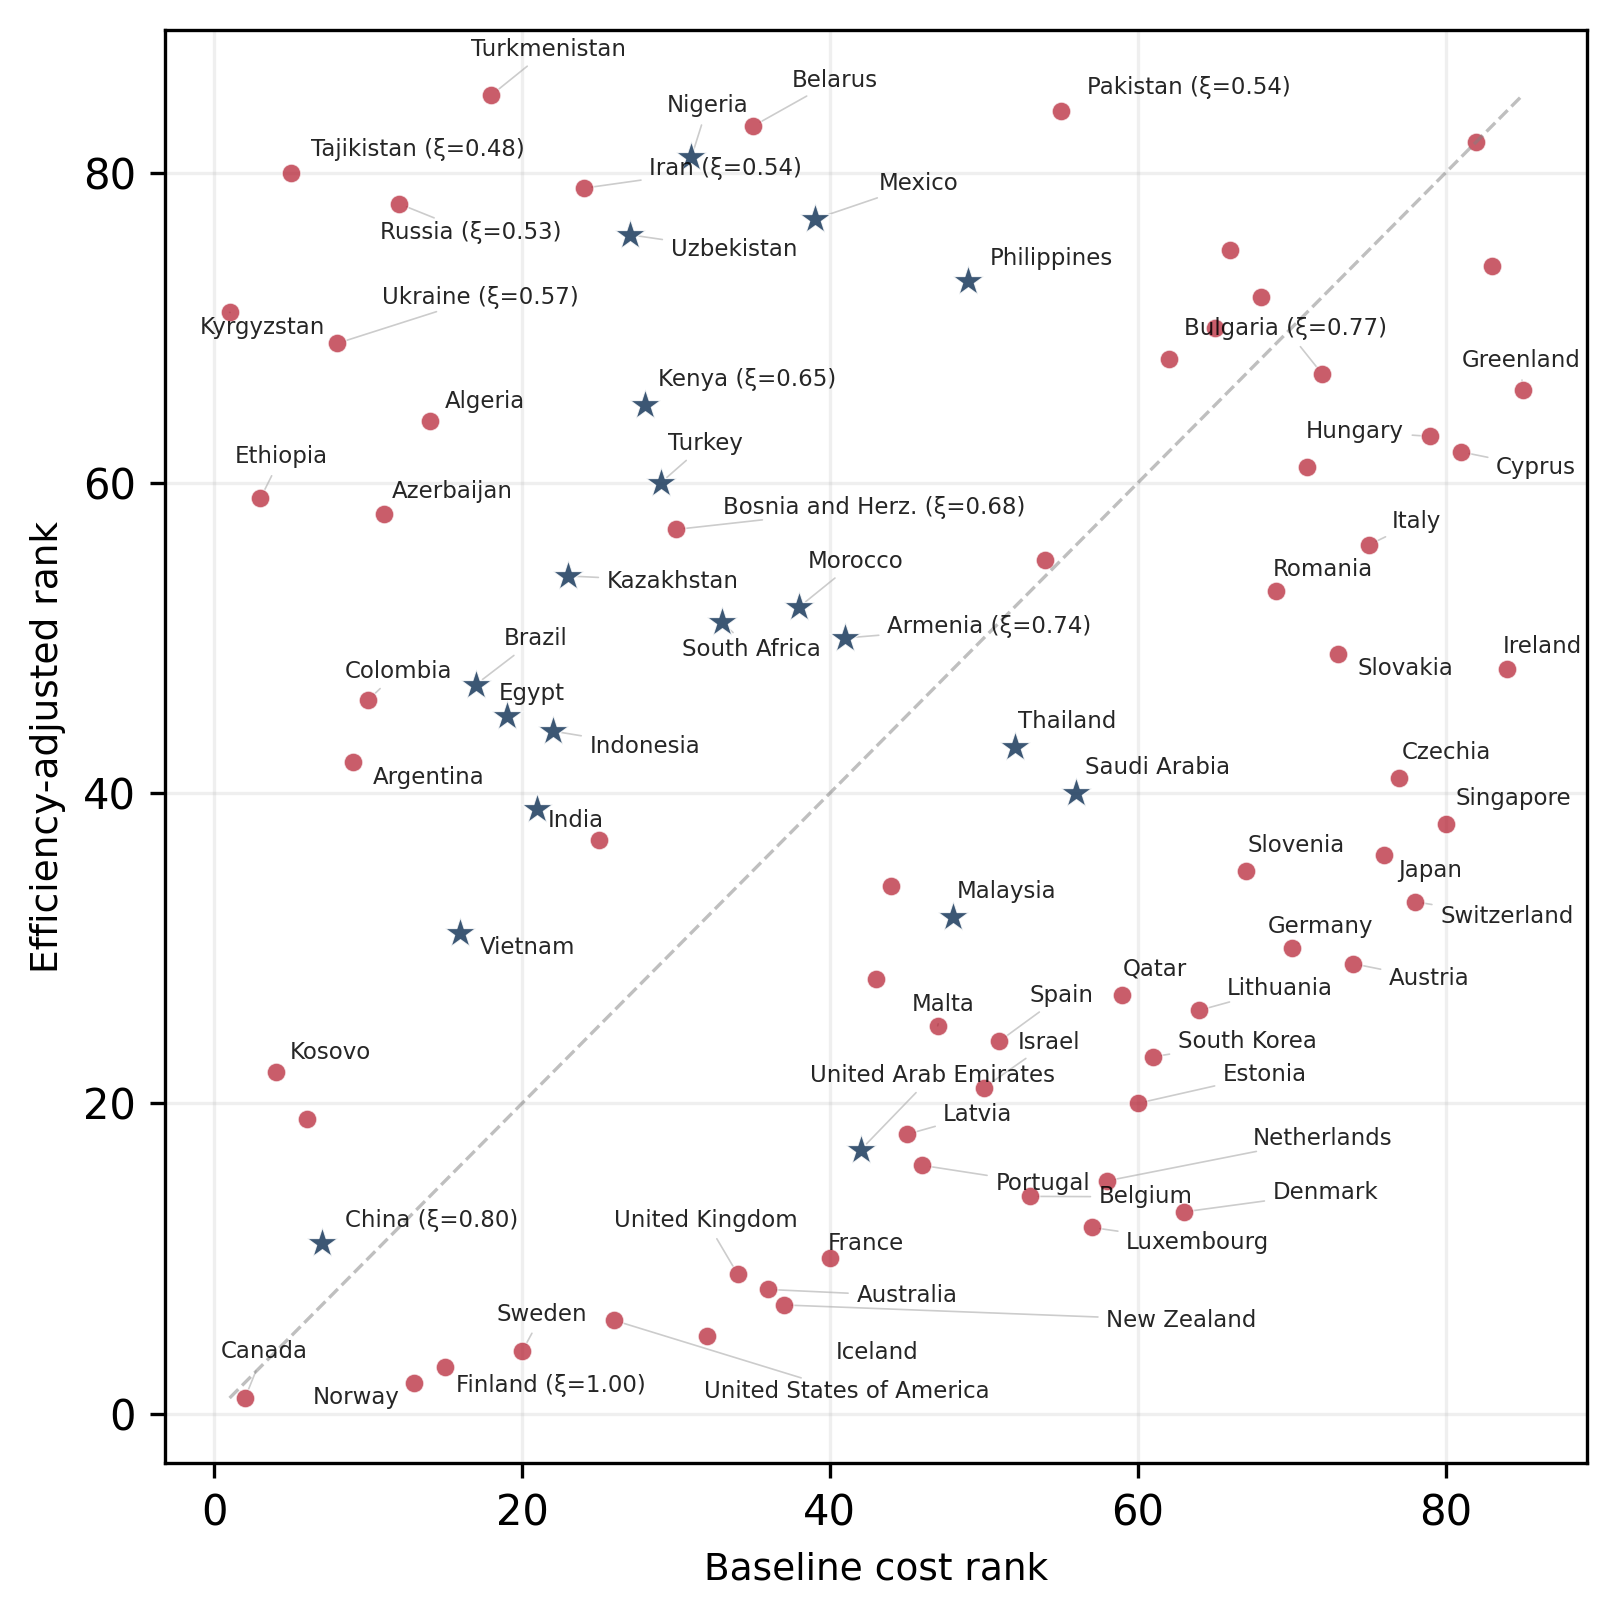 Turkmenistan
Belarus
Pakistan (ξ=0.54)
Nigeria
Tajikistan (ξ=0.48)
Iran (ξ=0.54)
80
Mexico
Russia (ξ=0.53)
Uzbekistan
Philippines
Ukraine (ξ=0.57)
Kyrgyzstan
Bulgaria (ξ=0.77)
Greenland
Kenya (ξ=0.65)
Algeria
Turkey
Hungary
Ethiopia
Cyprus
60
Azerbaijan
Bosnia and Herz. (ξ=0.68)
Italy
Morocco
Romania
Kazakhstan
Armenia (ξ=0.74)
Brazil
South Africa
Ireland
Colombia
Slovakia
Egypt
Thailand
Indonesia
Czechia
Saudi Arabia
Argentina
40
Singapore
India
Slovenia
Japan
Malaysia
Switzerland
Germany
Vietnam
Qatar
Austria
Lithuania
Spain
Malta
Kosovo
Israel
South Korea
United Arab Emirates
Estonia
20
Latvia
Netherlands
Portugal
Belgium
Denmark
China (ξ=0.80)
United Kingdom
France
Luxembourg
Australia
Sweden
New Zealand
Canada
Iceland
Norway
Finland (ξ=1.00)
United States of America
0
Efficiency-adjusted rank
0
20
40
60
80
Baseline cost rank